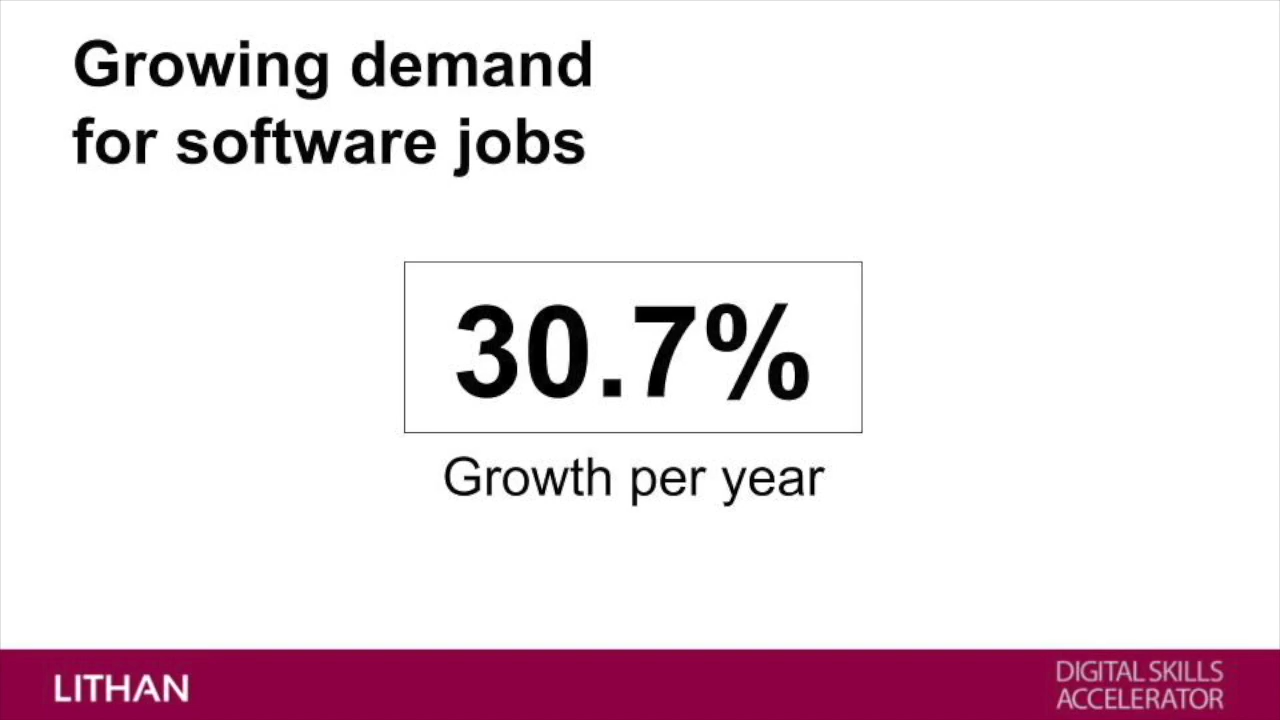 Growing demand
for software jobs
30.7%
Growth per year
LITHAN
DIGITAL SKILLS
ACCELERATOR